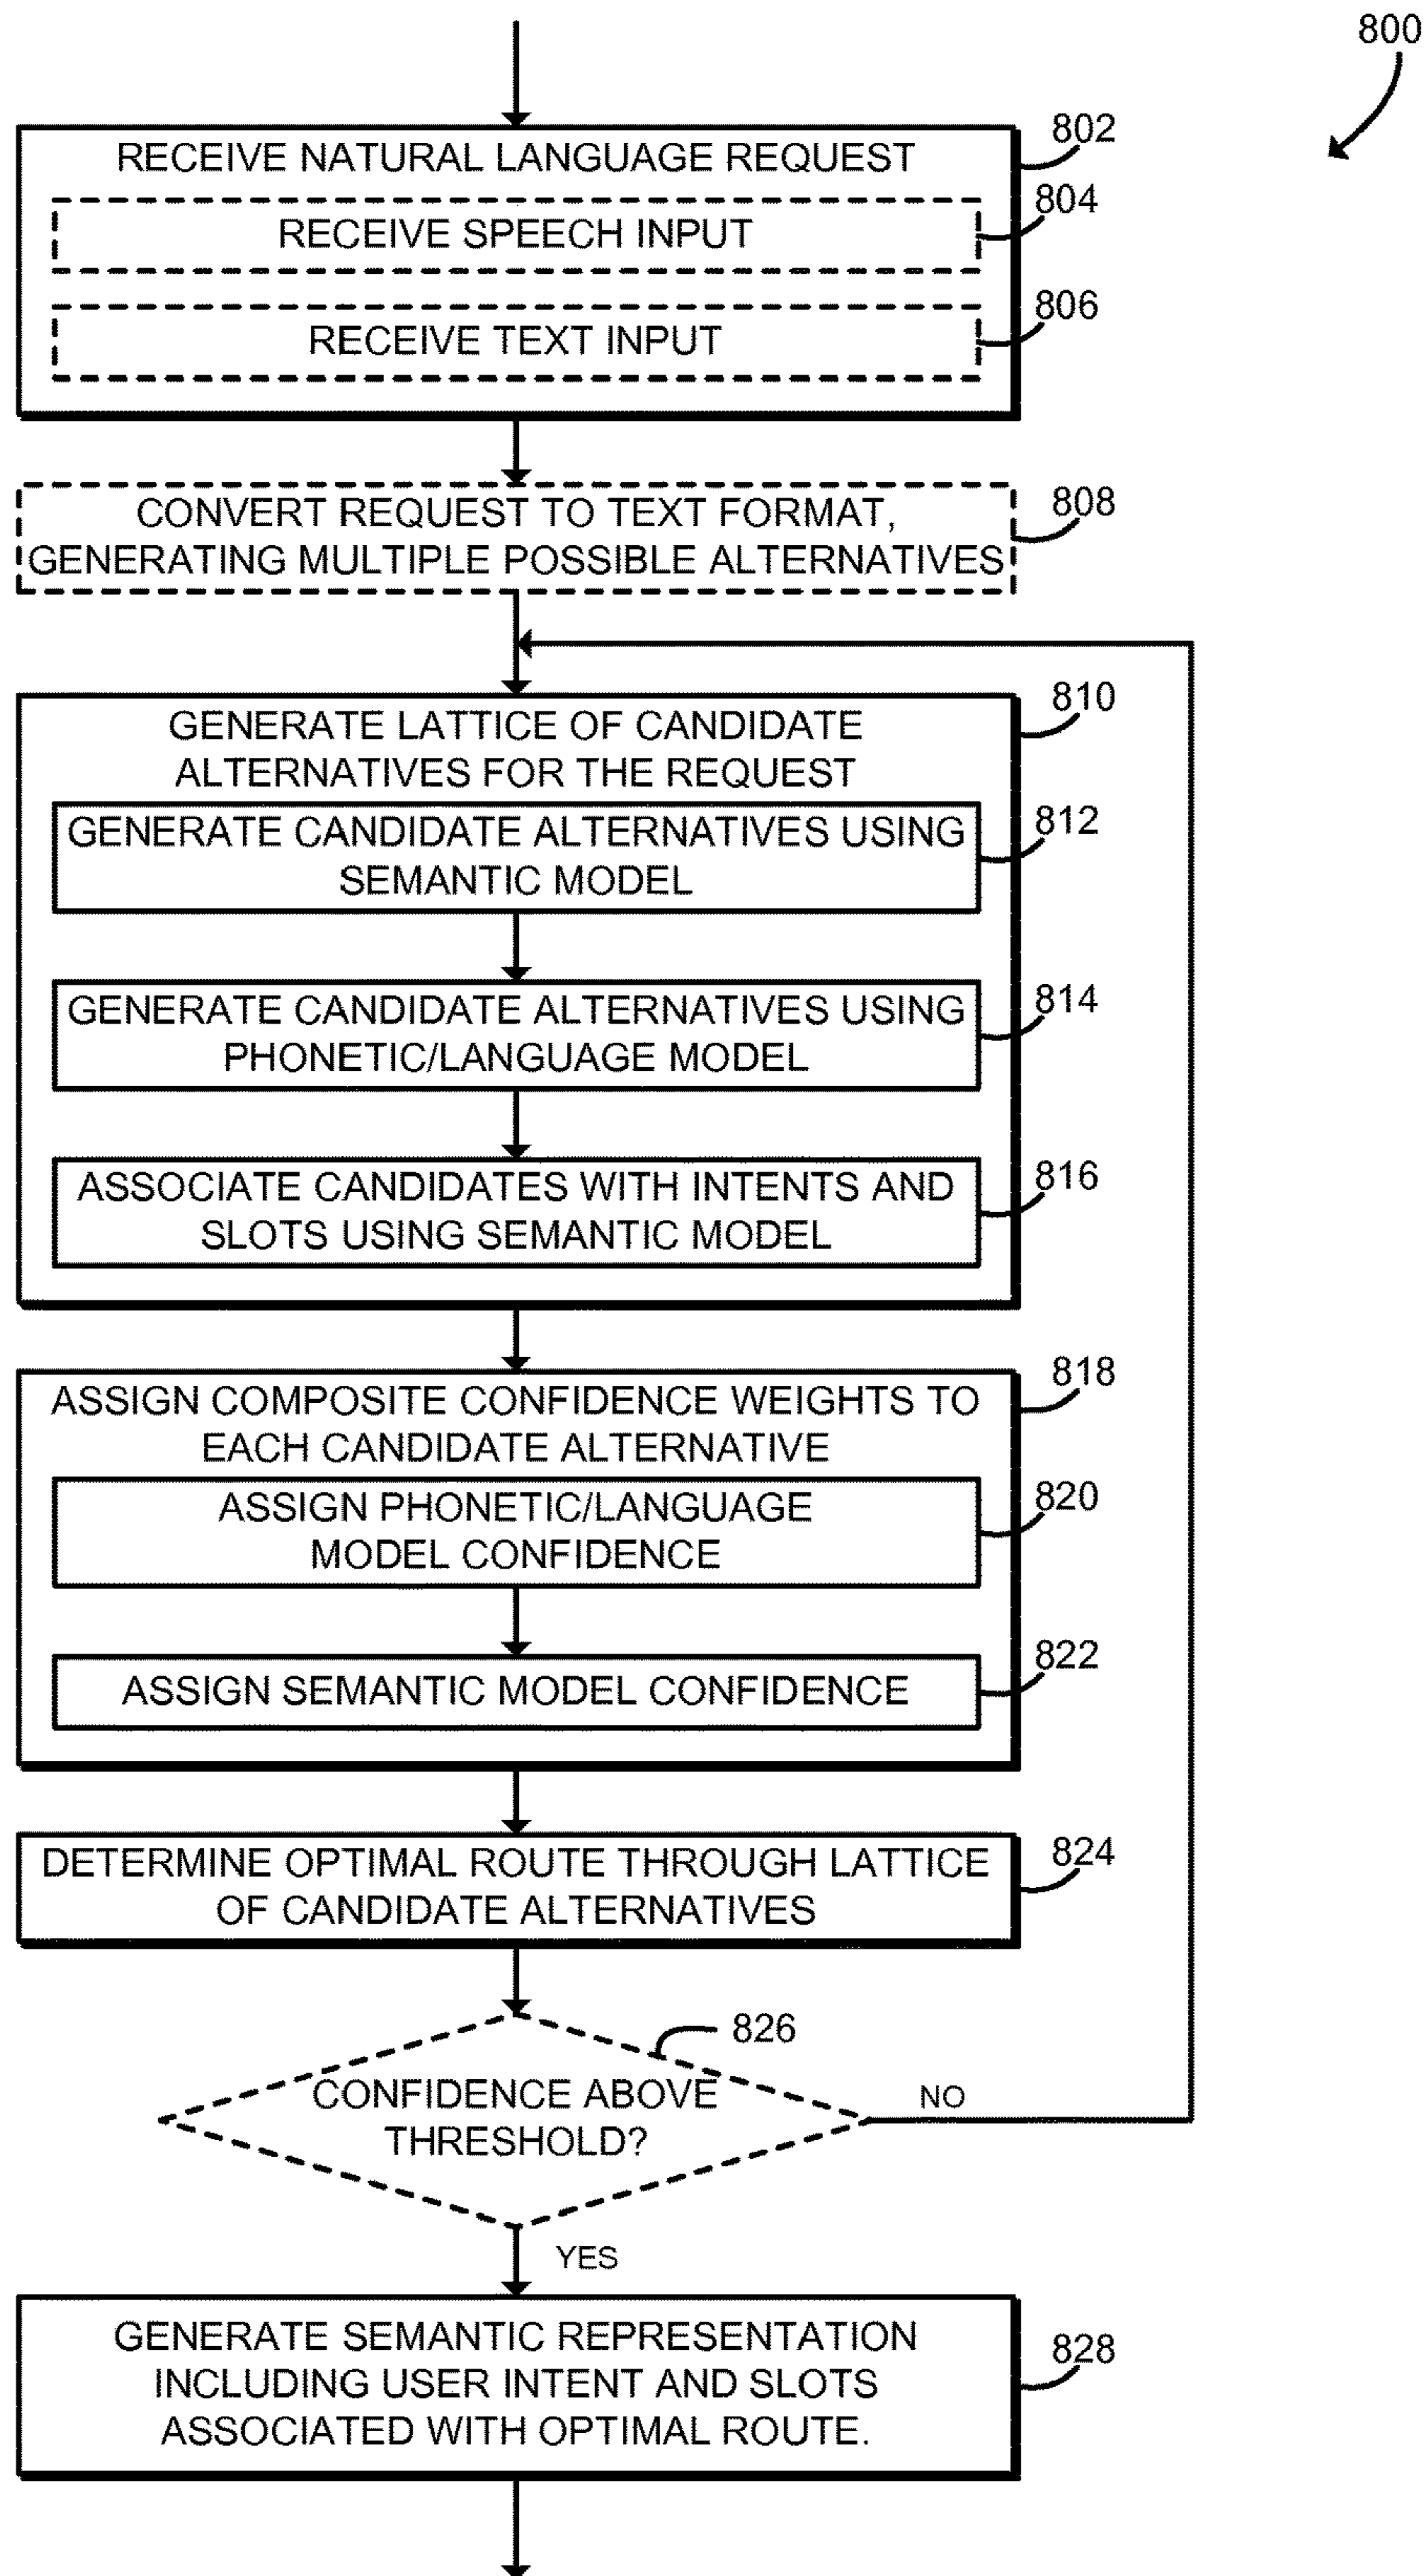 800
802
RECEIVE NATURAL LANGUAGE REQUEST
804
RECEIVE SPEECH INPUT
806
RECEIVE TEXT INPUT
808
CONVERT REQUEST TO TEXT FORMAT,
GENERATING MULTIPLE POSSIBLE ALTERNATIVES
810
GENERATE LATTICE OF CANDIDATE
ALTERNATIVES FOR THE REQUEST
812
GENERATE CANDIDATE ALTERNATIVES USING
SEMANTIC MODEL
814
GENERATE CANDIDATE ALTERNATIVES USING
PHONETIC/LANGUAGE MODEL
816
ASSOCIATE CANDIDATES WITH INTENTS AND
SLOTS USING SEMANTIC MODEL
818
ASSIGN COMPOSITE CONFIDENCE WEIGHTS TO
EACH CANDIDATE ALTERNATIVE
820
ASSIGN PHONETIC/LANGUAGE
MODEL CONFIDENCE
822
ASSIGN SEMANTIC MODEL CONFIDENCE
824
DETERMINE OPTIMAL ROUTE THROUGH LATTICE
OF CANDIDATE ALTERNATIVES
826
CONFIDENCE ABOVE
THRESHOLD?
NO
YES
828
GENERATE SEMANTIC REPRESENTATION
INCLUDING USER INTENT AND SLOTS
ASSOCIATED WITH OPTIMAL ROUTE.